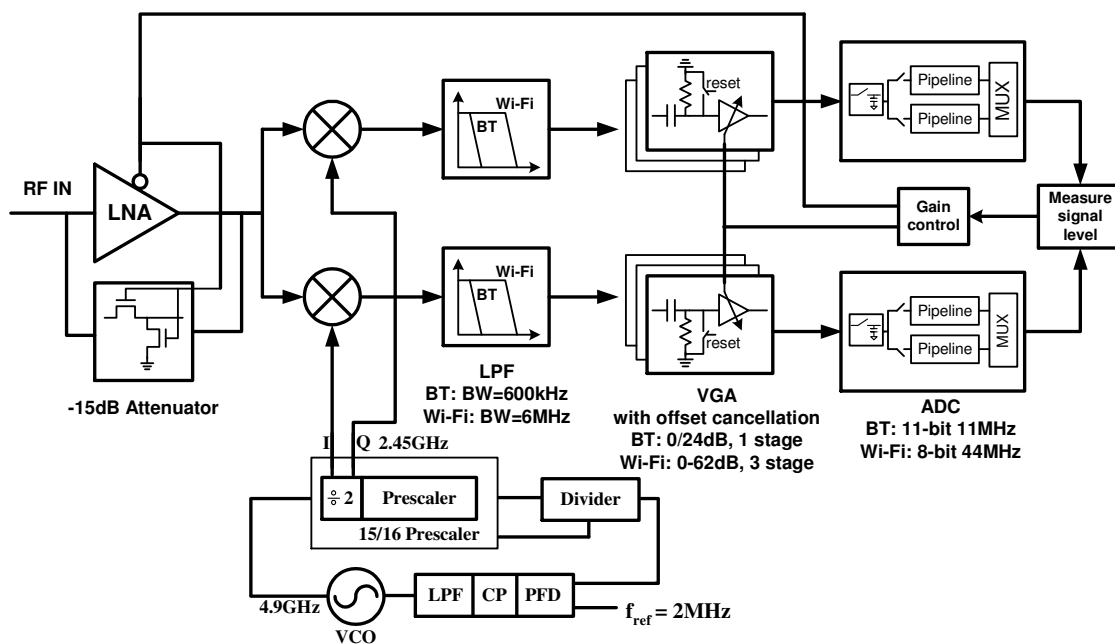 RF IN
LNA
-15dB Attenuator
Wi-Fi
BT
Wi-Fi
BT
LPF
BT: BW=600kHz
Wi-Fi: BW=6MHz
reset
reset
VGA
with offset cancellation
BT: 0/24dB, 1 stage
Wi-Fi: 0-62dB, 3 stage
Pipeline
Pipeline
MUX
Gain
control
Measure
signal
level
Pipeline
Pipeline
MUX
ADC
BT: 11-bit 11MHz
Wi-Fi: 8-bit 44MHz
I
Q 2.45GHz
÷2
Prescaler
15/16 Prescaler
Divider
4.9GHz
VCO
LPF
CP
PFD
fref = 2MHz